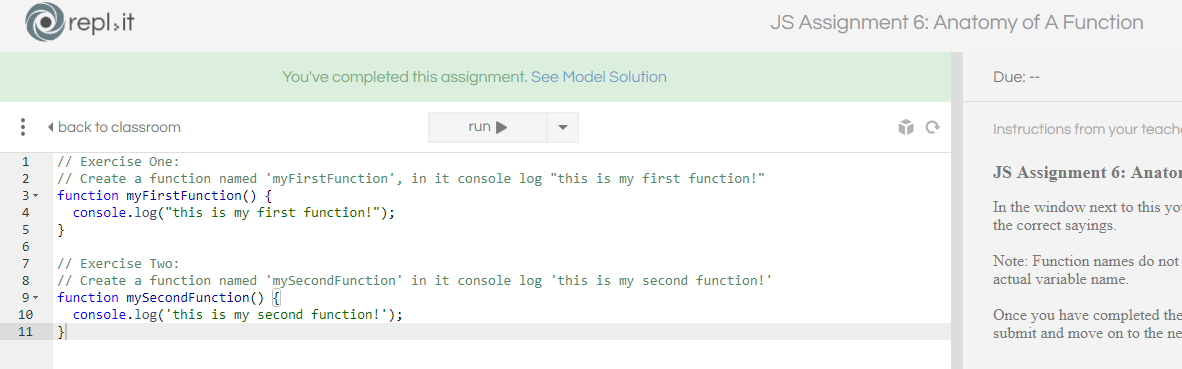 repl.it
JS Assignment 6: Anatomy of A Function
You've completed this assignment. See Model Solution
Due: --
back to classroom
run
Instructions from your teach
1 // Exercise One:
2 // Create a function named 'myFirstFunction', in it console log "this is my first function!"
3 function myFirstFunction() {
4 console.log("this is my first function!");
5 }
6
7 // Exercise Two:
8 // Create a function named 'mySecondFunction' in it console log 'this is my second function!'
9 function mySecondFunction() {
10 console.log('this is my second function!');
11 }
JS Assignment 6: Anato
In the window next to this yo
the correct sayings.
Note: Function names do not
actual variable name.
Once you have completed the
submit and move on to the ne